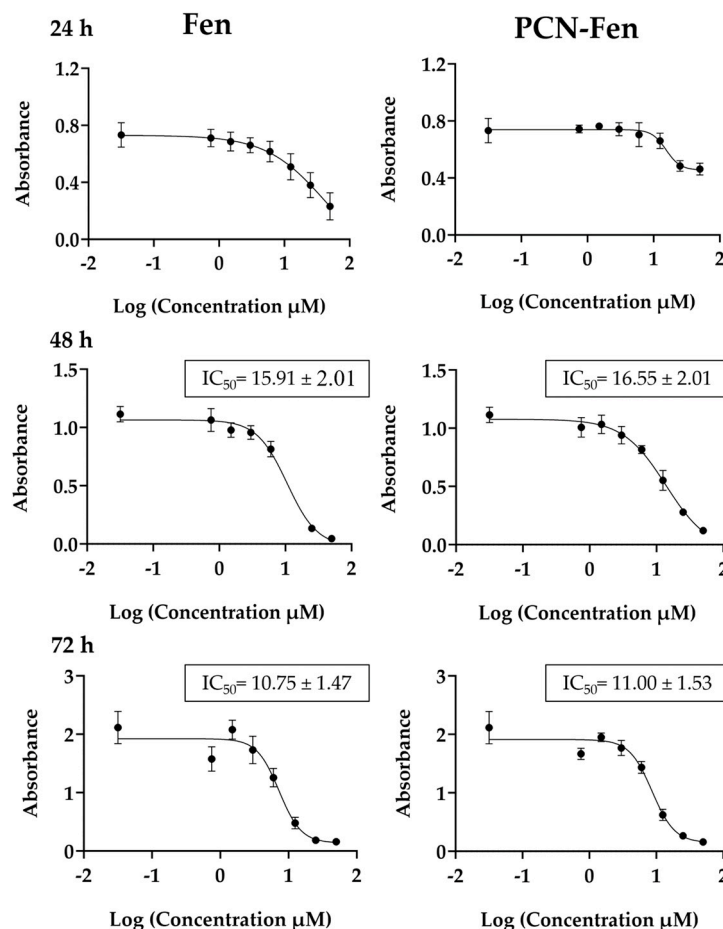 Fen
PCN-Fen
24 h
1.2
0.8
0.4
0.0
Absorbance
-2
-1
0
1
2
Log (Concentration μM)
1.2
0.8
0.4
0.0
Absorbance
-2
-1
0
1
2
Log (Concentration μM)
48 h
IC50= 15.91 ± 2.01
1.5
1.0
0.5
0.0
Absorbance
-2
-1
0
1
2
Log (Concentration μM)
IC50= 16.55 ± 2.01
1.5
1.0
0.5
0.0
Absorbance
-2
-1
0
1
2
Log (Concentration μM)
72 h
IC50= 10.75 ± 1.47
3
2
1
0
Absorbance
-2
-1
0
1
2
Log (Concentration μM)
IC50= 11.00 ± 1.53
3
2
1
0
Absorbance
-2
-1
0
1
2
Log (Concentration μM)